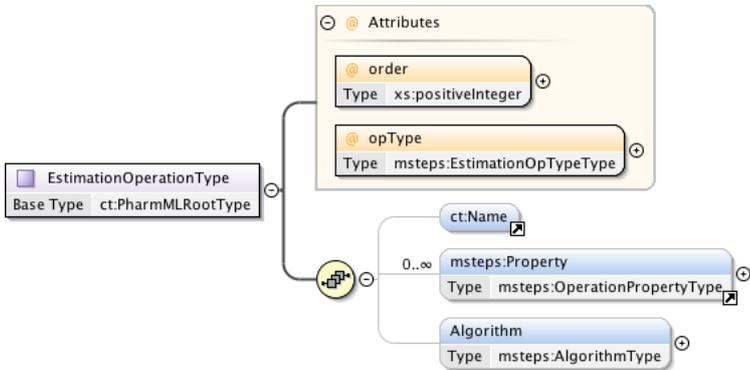 @ Attributes
@ order
Type xs:positiveInteger
@ opType
Type msteps:EstimationOpTypeType
EstimationOperationType
Base Type ct:PharmMLRootType
ct:Name
0..∞
msteps:Property
Type msteps:OperationPropertyType
Algorithm
Type msteps:AlgorithmType